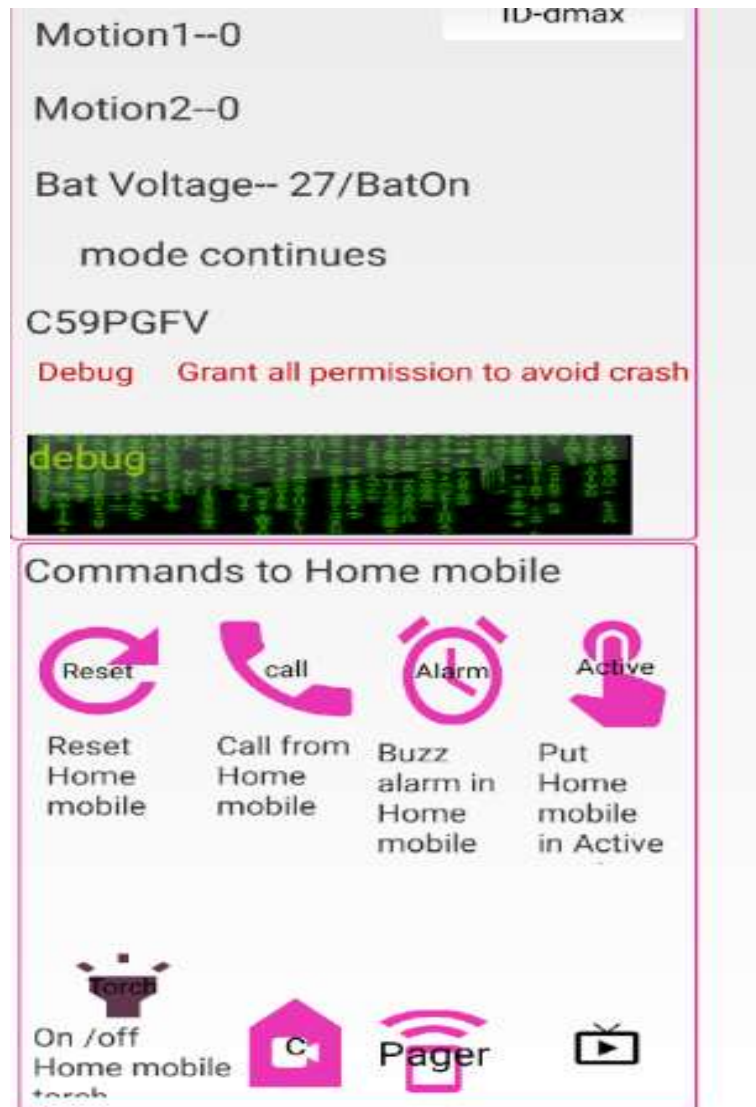 ID-dmax
Motion1--0
Motion2--0
Bat Voltage-- 27/BatOn
mode continues
C59PGFV
Debug Grant all permission to avoid crash
debug
Commands to Home mobile
Reset call Alarm Active
Reset
Home
mobile
Call from
Home
mobile
Buzz
alarm in
Home
mobile
Put
Home
mobile
in Active
Torch
On /off
Home mobile
torch
C
Pager